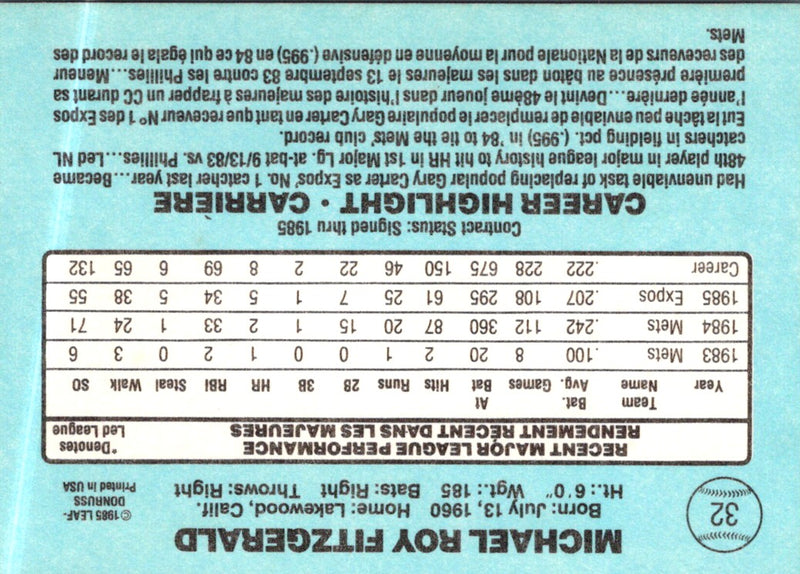 32
MICHAEL ROY FITZGERALD
Born: July, 13, 1960 Home: Lakewood, Calif.
Ht.: 6'0" Wgt.: 185 Bats: Right Throws: Right
©1985 LEAF-
DONRUSS
Printed in USA
RECENT MAJOR LEAGUE PERFORMANCE
RENDEMENT RÉCENT DANS LES MAJEURES
*Denotes
Led League
Year Team Name Bat. Avg. Games At Bat Hits Runs 2B 3B HR RBI Steal Walk SO
1983 Mets .100 8 20 2 1 0 0 1 2 0 3 6
1984 Mets .242 112 360 87 20 15 1 2 33 1 24 71
1985 Expos .207 108 295 61 25 7 1 5 34 5 38 55
Career .222 228 675 150 46 22 2 8 69 6 65 132
Contract Status: Signed thru 1985
CAREER HIGHLIGHT • CARRIÈRE
Had unenviable task of replacing popular Gary Carter as Expos' No. 1 catcher last year...Became
48th player in major league history to hit HR in 1st Major Lg. at-bat 9/13/83 vs. Phillies...Led NL
catchers in fielding pct. (.995) in '84 to tie the Mets' club record.
Eut la tâche peu enviable de remplacer le populaire Gary Carter en tant que receveur N° 1 des Expos
l'année dernière...Devint le 48ème joueur dans l'histoire des majeures à frapper un CC durant sa
première présence au bâton dans les majeures le 13 septembre 83 contre les Phillies...Meneur
des receveurs de la Nationale pour la moyenne en défensive (.995) en 84 ce qui égala le record des
Mets.